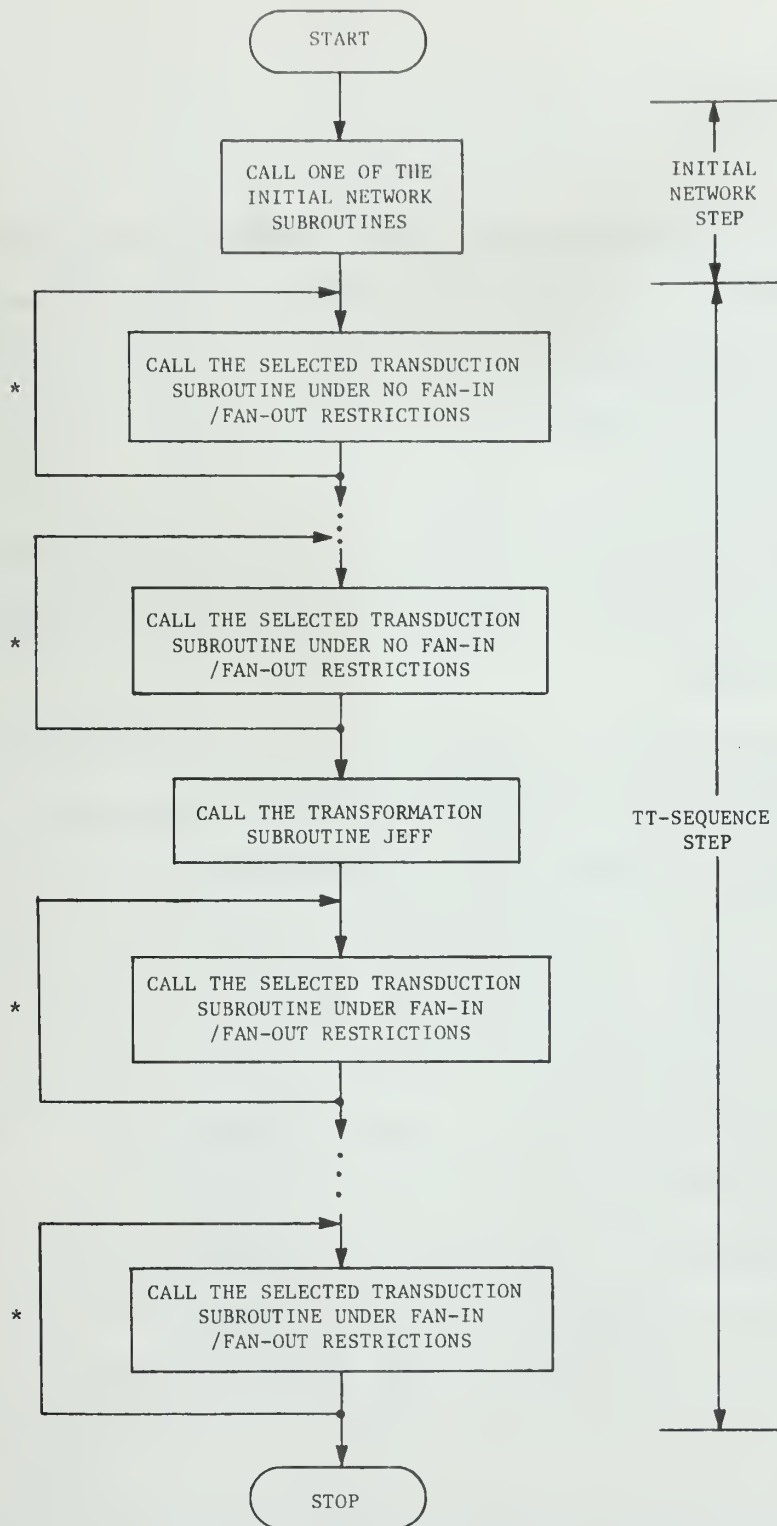 START
CALL ONE OF THE
INITIAL NETWORK
SUBROUTINES
INITIAL
NETWORK
STEP
*
CALL THE SELECTED TRANSDUCTION
SUBROUTINE UNDER NO FAN-IN
/FAN-OUT RESTRICTIONS
*
CALL THE SELECTED TRANSDUCTION
SUBROUTINE UNDER NO FAN-IN
/FAN-OUT RESTRICTIONS
CALL THE TRANSFORMATION
SUBROUTINE JEFF
TT-SEQUENCE
STEP
*
CALL THE SELECTED TRANSDUCTION
SUBROUTINE UNDER FAN-IN
/FAN-OUT RESTRICTIONS
*
CALL THE SELECTED TRANSDUCTION
SUBROUTINE UNDER FAN-IN
/FAN-OUT RESTRICTIONS
STOP